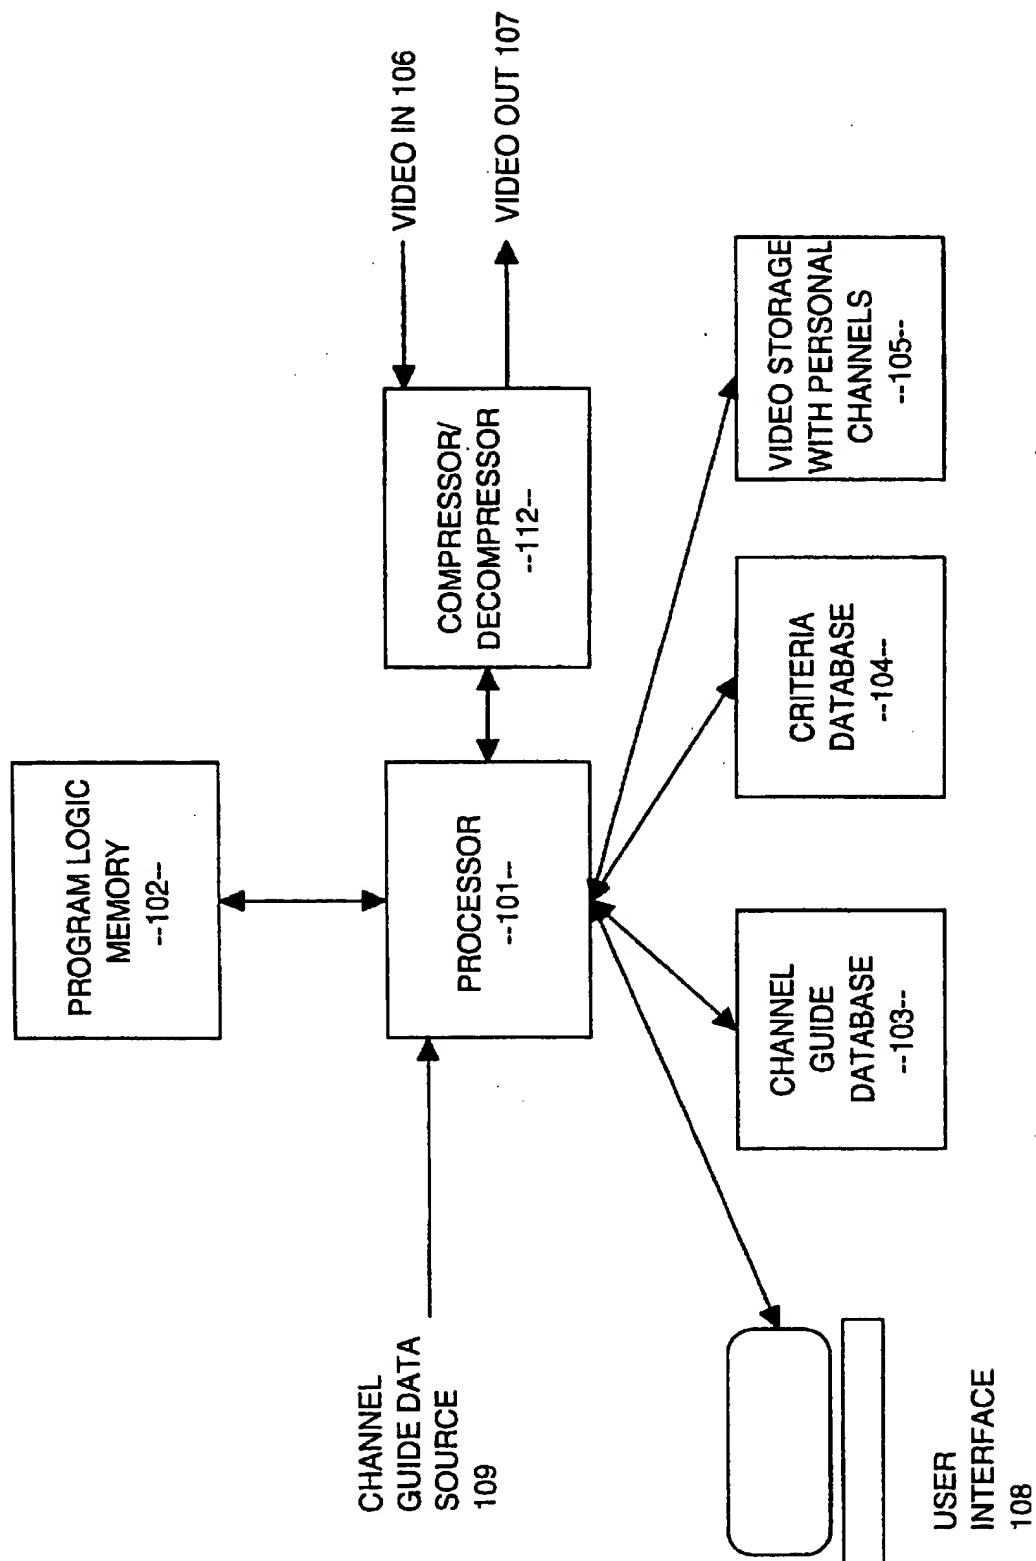 PROGRAM LOGIC
MEMORY
--102--
CHANNEL
GUIDE DATA
SOURCE
109
PROCESSOR
--101--
COMPRESSOR/
DECOMPRESSOR
--112--
VIDEO IN 106
VIDEO OUT 107
USER
INTERFACE
108
CHANNEL
GUIDE
DATABASE
--103--
CRITERIA
DATABASE
--104--
VIDEO STORAGE
WITH PERSONAL
CHANNELS
--105--